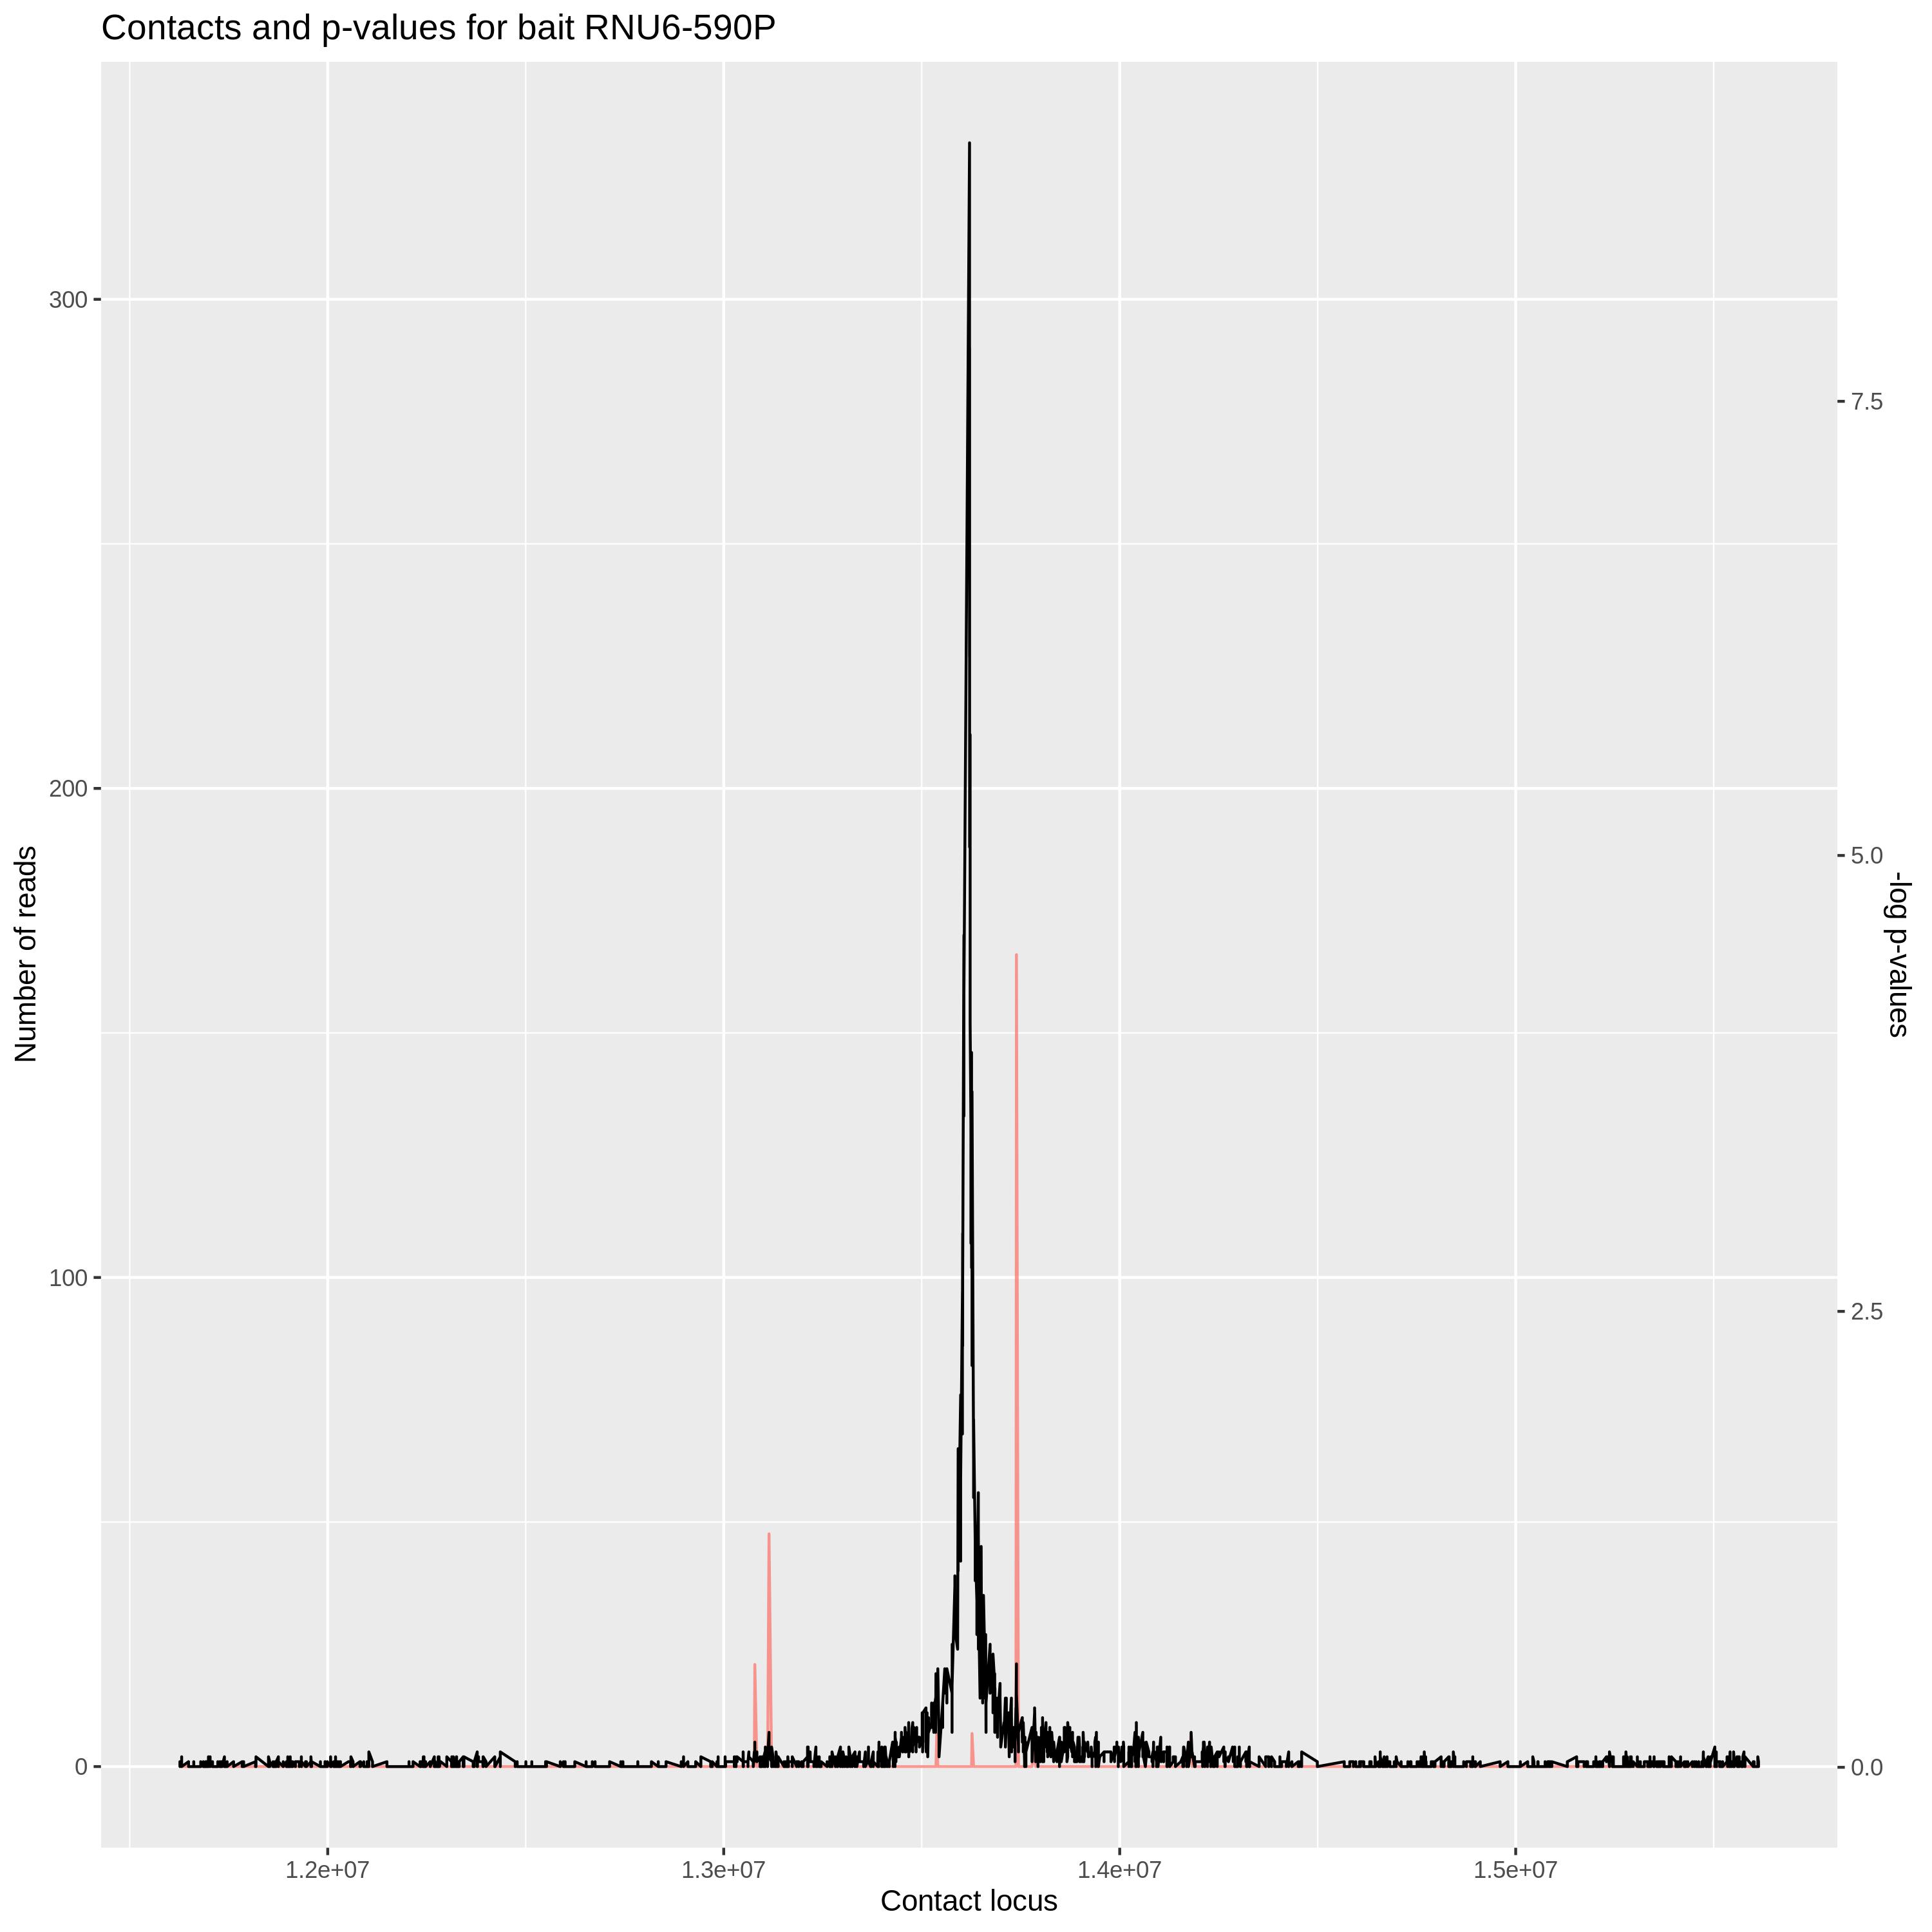 Contacts and p-values for bait RNU6-590P
300
200
100
0
Number of reads
7.5
5.0
2.5
0.0
-log p-values
1.2e+07
1.3e+07
1.4e+07
1.5e+07
Contact locus